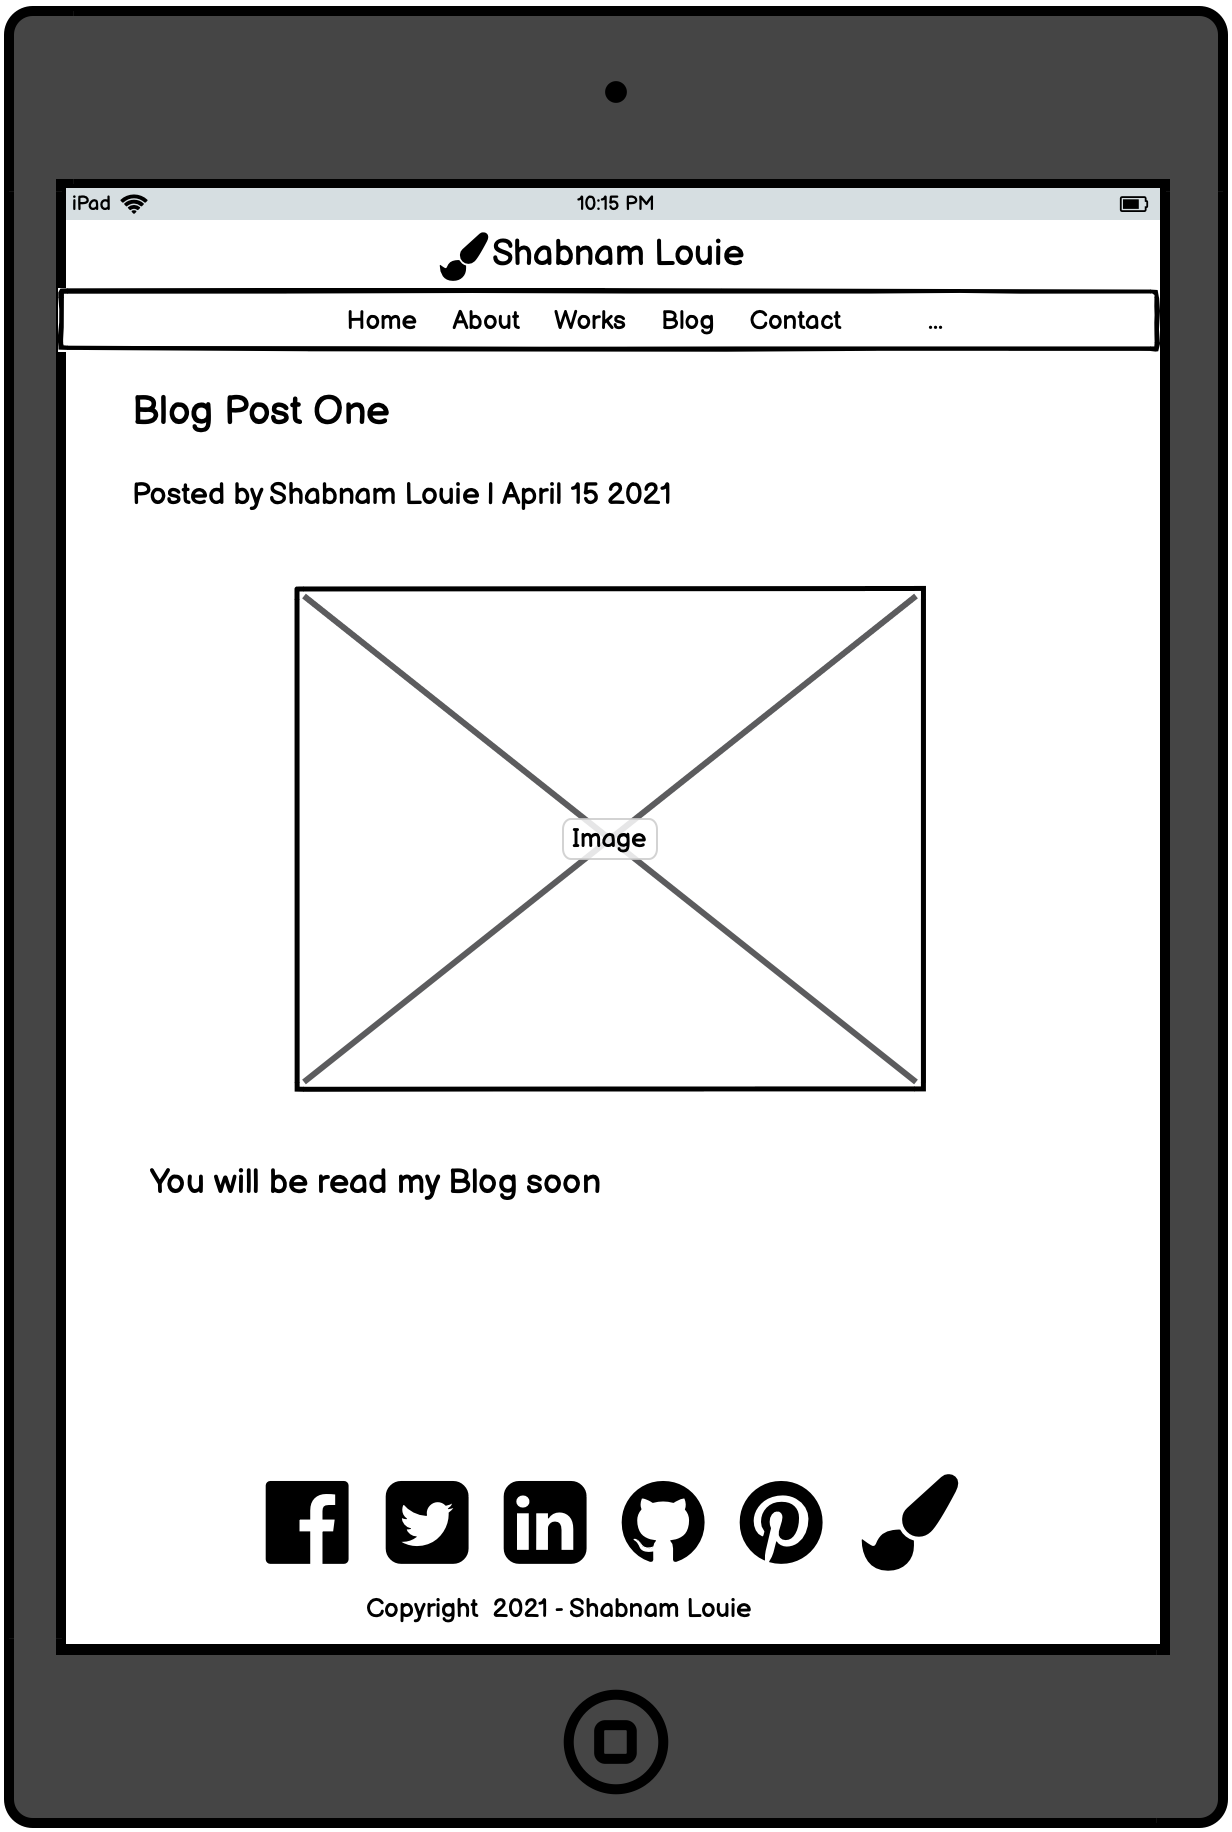 iPad 10:15 PM
Shabnam Louie
Home About Works Blog Contact ...
Blog Post One
Posted by Shabnam Louie | April 15 2021
Image
You will be read my Blog soon
Copyright 2021 - Shabnam Louie